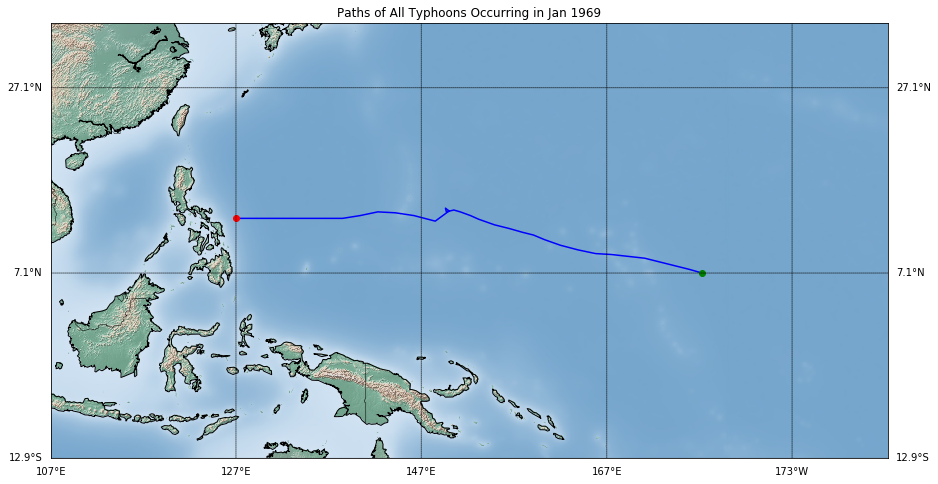 Paths of All Typhoons Occurring in Jan 1969
27.1°N 27.1°N
7.1°N 7.1°N
12.9°S 12.9°S
107°E 127°E 147°E 167°E 173°W